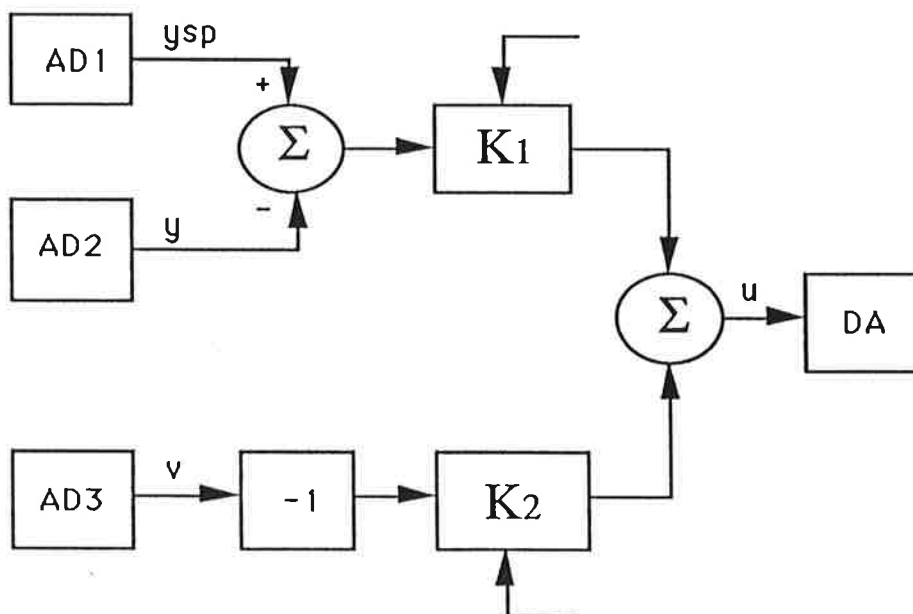 AD1
ysp
+
Σ
-
K1
AD2
y
Σ
u
DA
AD3
v
-1
K2